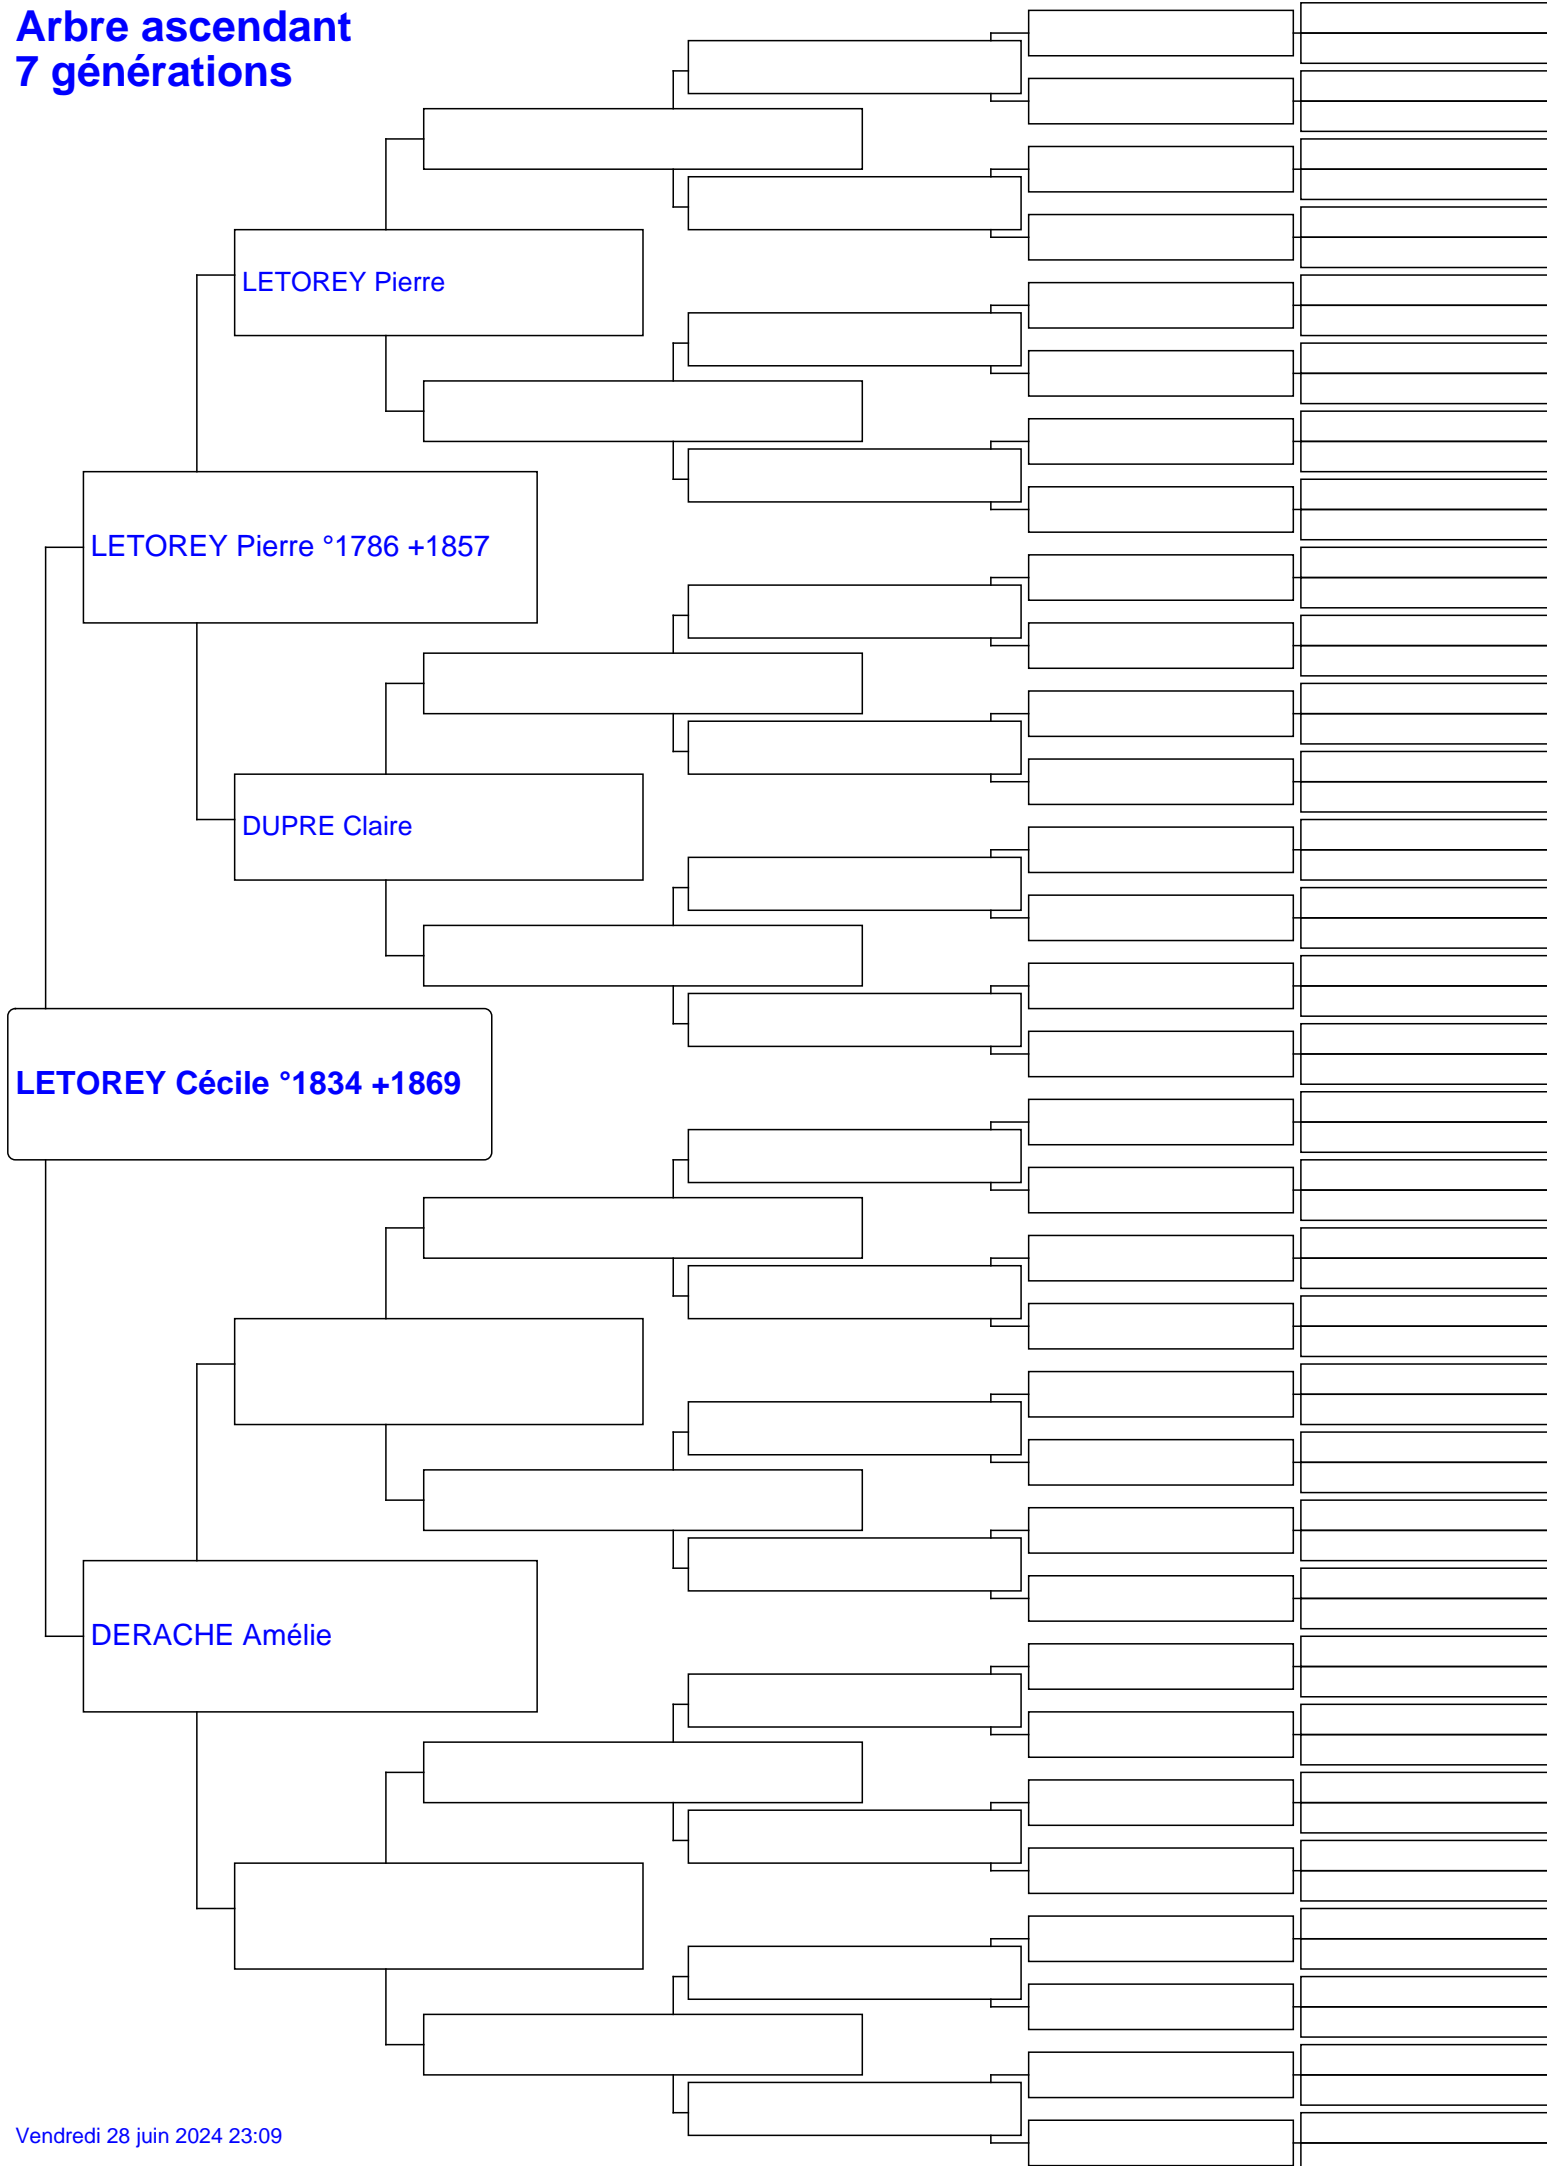 Arbre ascendant
7 générations
LETOREY Pierre
LETOREY Pierre °1786 +1857
DUPRE Claire
LETOREY Cécile °1834 +1869
DERACHE Amélie
Vendredi 28 juin 2024 23:09